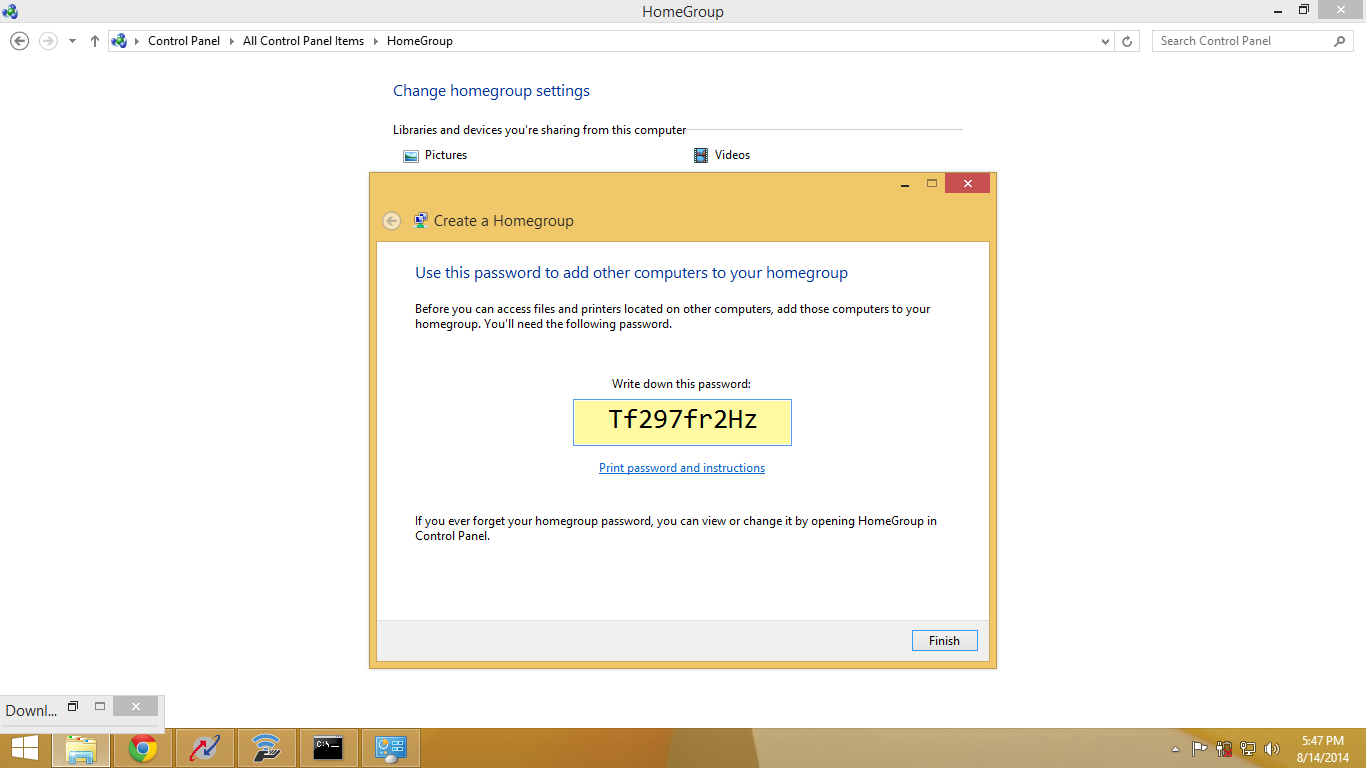 HomeGroup
Control Panel
All Control Panel Items
HomeGroup
Search Control Panel
Change homegroup settings
Libraries and devices you're sharing from this computer
Pictures
Videos
Create a Homegroup
Use this password to add other computers to your homegroup
Before you can access files and printers located on other computers, add those computers to your
homegroup. You'll need the following password.
Write down this password:
Tf297fr2Hz
Print password and instructions
If you ever forget your homegroup password, you can view or change it by opening HomeGroup in
Control Panel.
Finish
Downl...
C:\
5:47 PM
8/14/2014